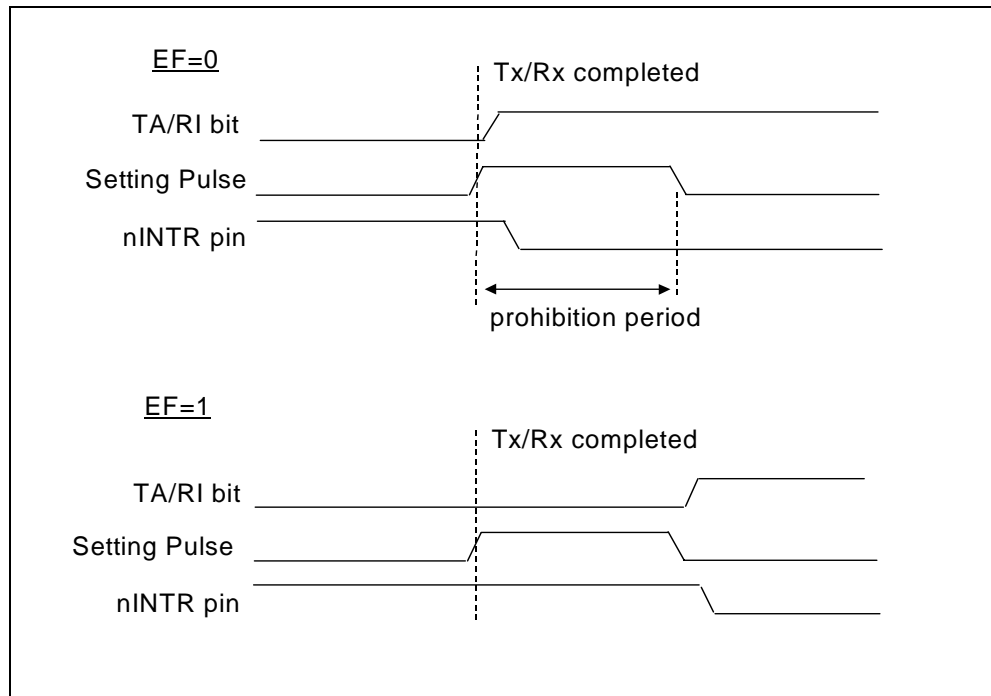 EF=0
Tx/Rx completed
TA/RI bit
Setting Pulse
nINTR pin
prohibition period
EF=1
Tx/Rx completed
TA/RI bit
Setting Pulse
nINTR pin